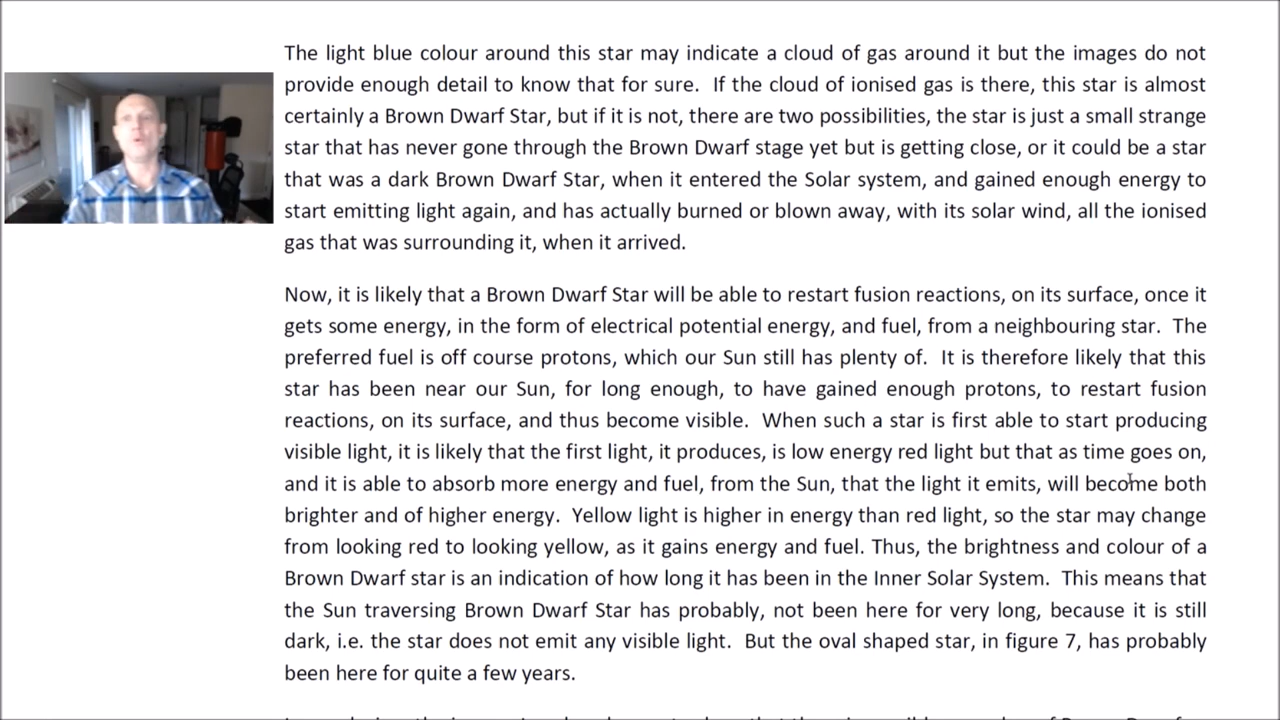 The light blue colour around this star may indicate a cloud of gas around it but the images do not
provide enough detail to know that for sure.  If the cloud of ionised gas is there, this star is almost
certainly a Brown Dwarf Star, but if it is not, there are two possibilities, the star is just a small strange
star that has never gone through the Brown Dwarf stage yet but is getting close, or it could be a star
that was a dark Brown Dwarf Star, when it entered the Solar system, and gained enough energy to
start emitting light again, and has actually burned or blown away, with its solar wind, all the ionised
gas that was surrounding it, when it arrived.
Now, it is likely that a Brown Dwarf Star will be able to restart fusion reactions, on its surface, once it
gets some energy, in the form of electrical potential energy, and fuel, from a neighbouring star.  The
preferred fuel is off course protons, which our Sun still has plenty of.  It is therefore likely that this
star has been near our Sun, for long enough, to have gained enough protons, to restart fusion
reactions, on its surface, and thus become visible.  When such a star is first able to start producing
visible light, it is likely that the first light, it produces, is low energy red light but that as time goes on,
and it is able to absorb more energy and fuel, from the Sun, that the light it emits, will become both
brighter and of higher energy.  Yellow light is higher in energy than red light, so the star may change
from looking red to looking yellow, as it gains energy and fuel. Thus, the brightness and colour of a
Brown Dwarf star is an indication of how long it has been in the Inner Solar System.  This means that
the Sun traversing Brown Dwarf Star has probably, not been here for very long, because it is still
dark, i.e. the star does not emit any visible light.  But the oval shaped star, in figure 7, has probably
been here for quite a few years.